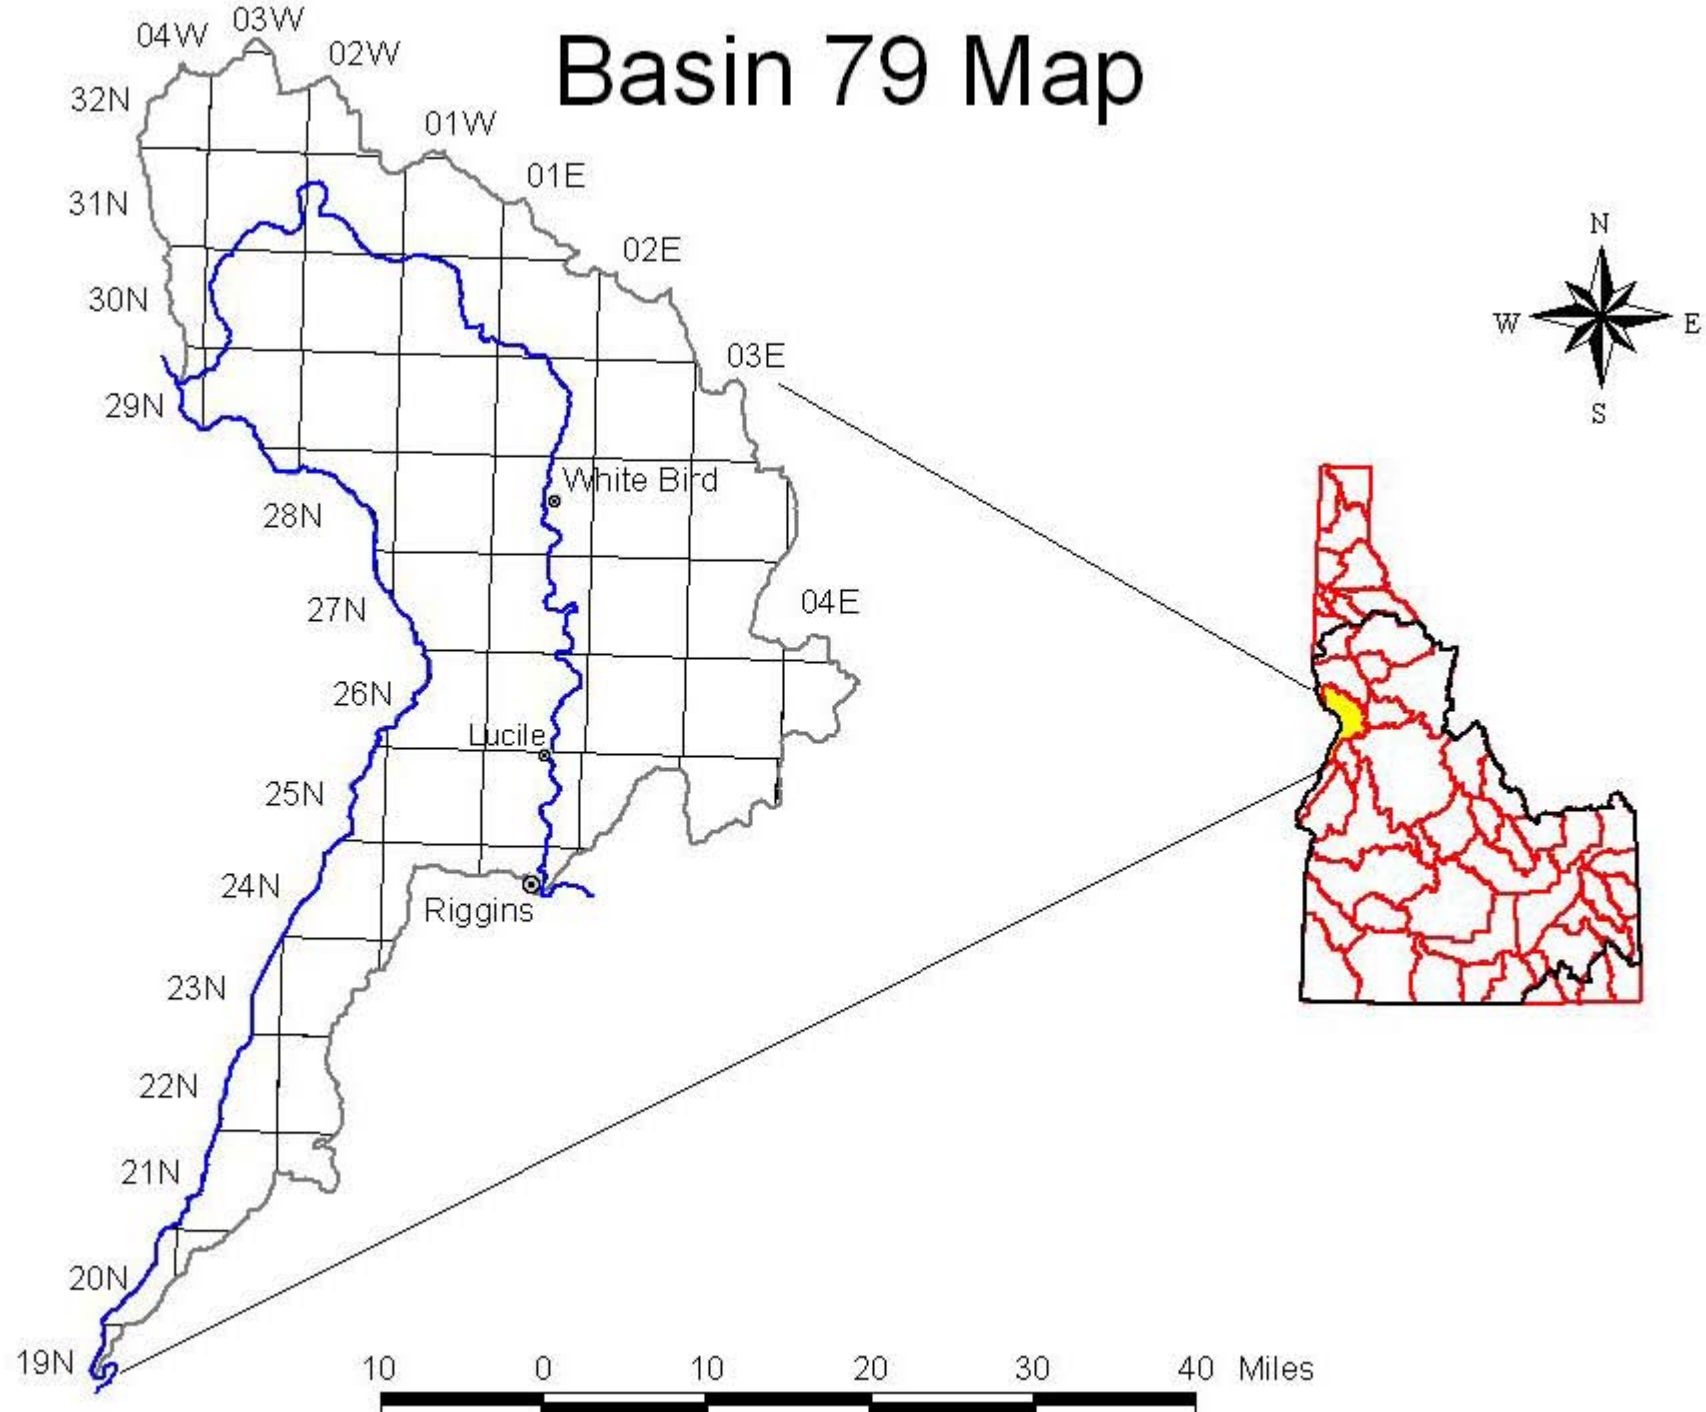 Basin 79 Map
04W
03W
02W
01W
01E
02E
03E
04E
32N
31N
30N
29N
28N
27N
26N
25N
24N
23N
22N
21N
20N
19N
White Bird
Lucile
Riggins
N
W
E
S
10 0 10 20 30 40 Miles